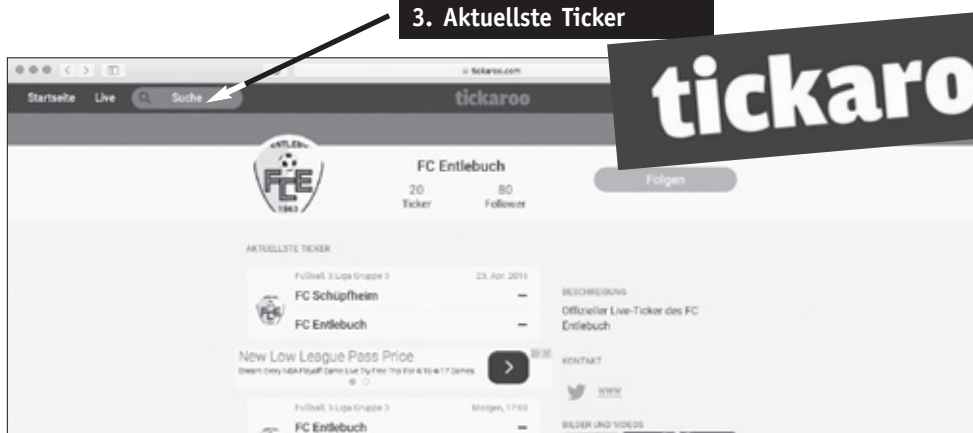 3. Aktuellste Ticker
tickaroo.com
Startseite Live Suche
tickaroo
tickaro
ENTLEBU
FCE
1963
FC Entlebuch
20 80
Ticker Follower
Folgen
AKTUELLSTE TICKER
Fußball, 3.Liga Gruppe 3 23. Apr. 2016
FC Schüpfheim –
FC Entlebuch –
New Low League Pass Price
BESCHREIBUNG
Offizieller Live-Ticker des FC
Entlebuch
KONTAKT
www
Fußball, 3.Liga Gruppe 3 Morgen, 17:00
FC Entlebuch –
BILDER UND VIDEOS